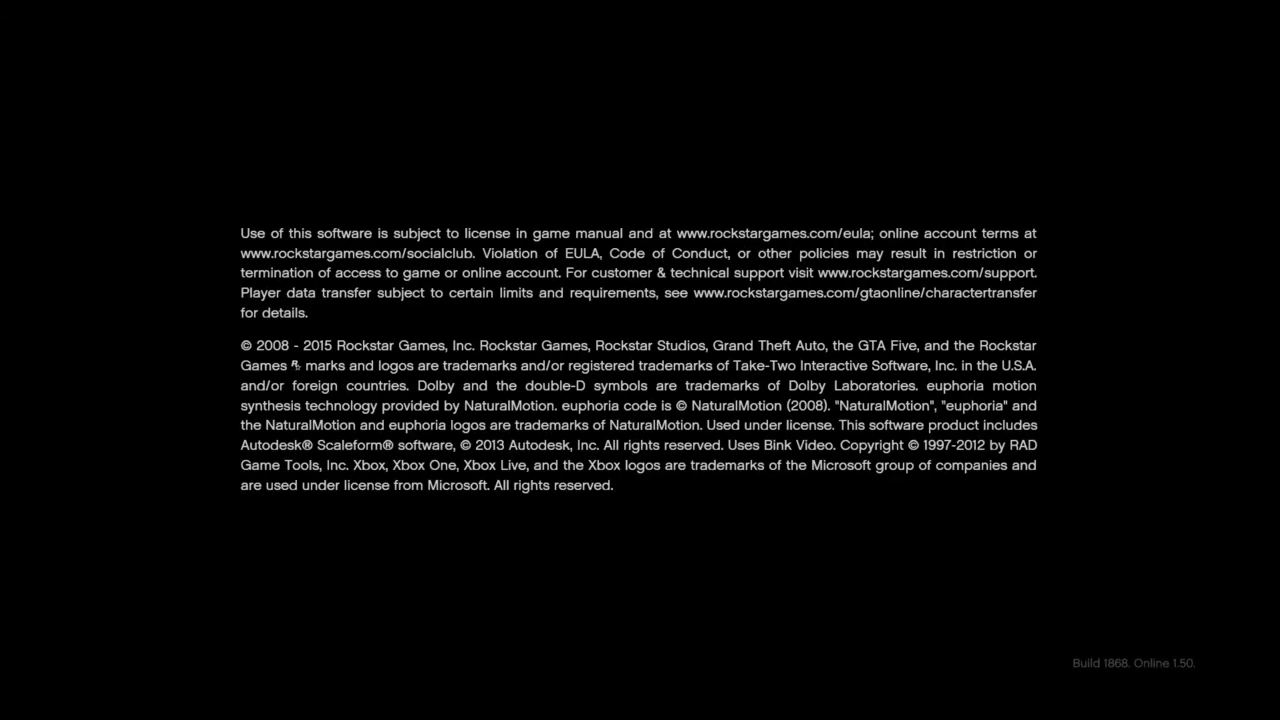 Use of this software is subject to license in game manual and at www.rockstargames.com/eula; online account terms at
www.rockstargames.com/socialclub. Violation of EULA, Code of Conduct, or other policies may result in restriction or
termination of access to game or online account. For customer & technical support visit www.rockstargames.com/support.
Player data transfer subject to certain limits and requirements, see www.rockstargames.com/gtaonline/charactertransfer
for details.
© 2008 - 2015 Rockstar Games, Inc. Rockstar Games, Rockstar Studios, Grand Theft Auto, the GTA Five, and the Rockstar
Games R* marks and logos are trademarks and/or registered trademarks of Take-Two Interactive Software, Inc. in the U.S.A.
and/or foreign countries. Dolby and the double-D symbols are trademarks of Dolby Laboratories. euphoria motion
synthesis technology provided by NaturalMotion. euphoria code is © NaturalMotion (2008). "NaturalMotion", "euphoria" and
the NaturalMotion and euphoria logos are trademarks of NaturalMotion. Used under license. This software product includes
Autodesk® Scaleform® software, © 2013 Autodesk, Inc. All rights reserved. Uses Bink Video. Copyright © 1997-2012 by RAD
Game Tools, Inc. Xbox, Xbox One, Xbox Live, and the Xbox logos are trademarks of the Microsoft group of companies and
are used under license from Microsoft. All rights reserved.
Build 1868. Online 1.50.